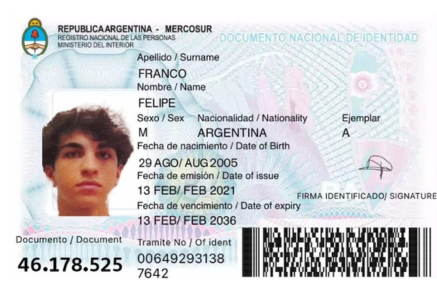 REPUBLICA ARGENTINA - MERCOSUR
REGISTRO NACIONAL DE LAS PERSONAS
MINISTERIO DEL INTERIOR
DOCUMENTO NACIONAL DE IDENTIDAD
Apellido / Surname
FRANCO
Nombre / Name
FELIPE
Sexo / Sex Nacionalidad / Nationality Ejemplar
M ARGENTINA A
Fecha de nacimiento / Date of Birth
29 AGO/ AUG 2005
Fecha de emisión / Date of issue
13 FEB/ FEB 2021
FIRMA IDENTIFICADO/ SIGNATURE
Fecha de vencimiento / Date of expiry
13 FEB/ FEB 2036
Documento / Document
46.178.525
Tramite No / Of ident
00649293138
7642